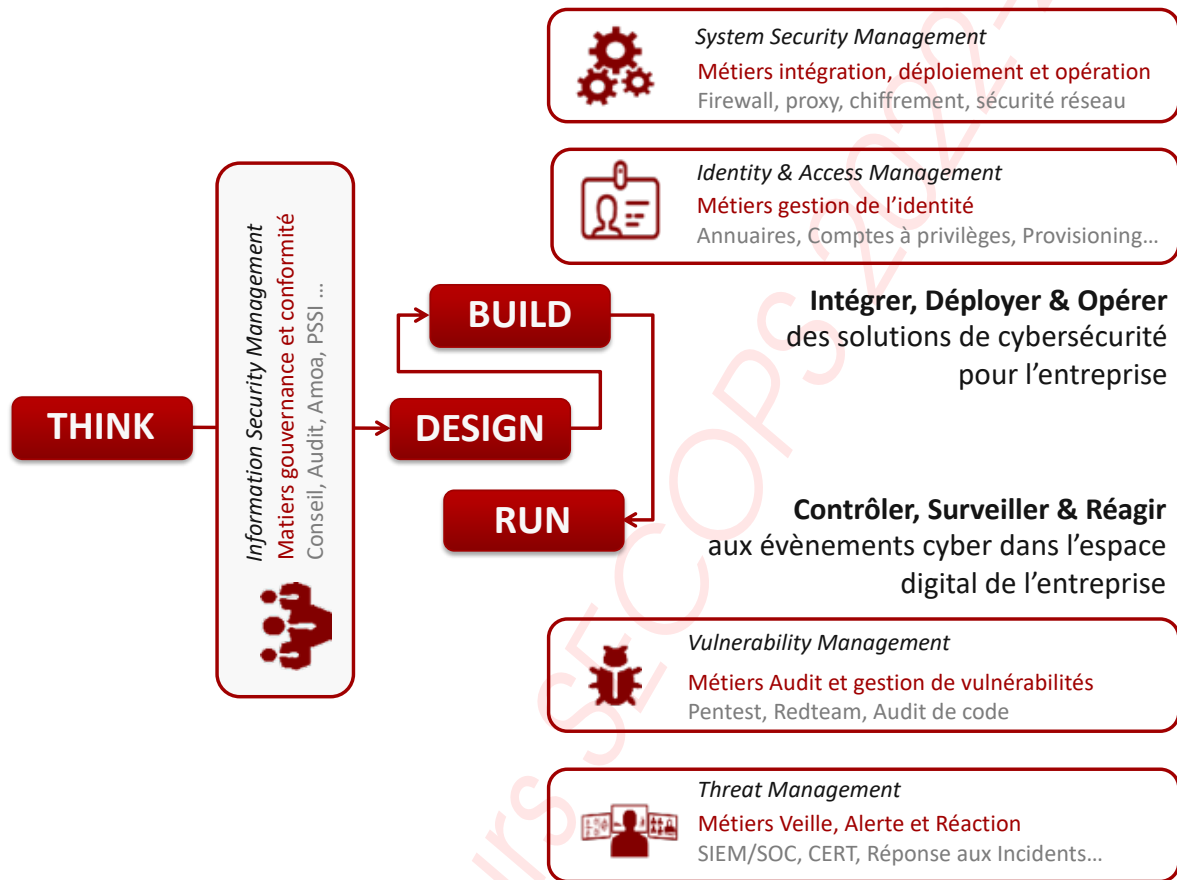 System Security Management
Métiers intégration, déploiement et opération
Firewall, proxy, chiffrement, sécurité réseau
Identity & Access Management
Métiers gestion de l’identité
Annuaires, Comptes à privilèges, Provisioning…
THINK
Information Security Management
Matiers gouvernance et conformité
Conseil, Audit, Amoa, PSSI ...
BUILD
DESIGN
RUN
Intégrer, Déployer & Opérer
des solutions de cybersécurité
pour l’entreprise
Contrôler, Surveiller & Réagir
aux évènements cyber dans l’espace
digital de l’entreprise
Vulnerability Management
Métiers Audit et gestion de vulnérabilités
Pentest, Redteam, Audit de code
Threat Management
Métiers Veille, Alerte et Réaction
SIEM/SOC, CERT, Réponse aux Incidents…
SECOPS 2022-